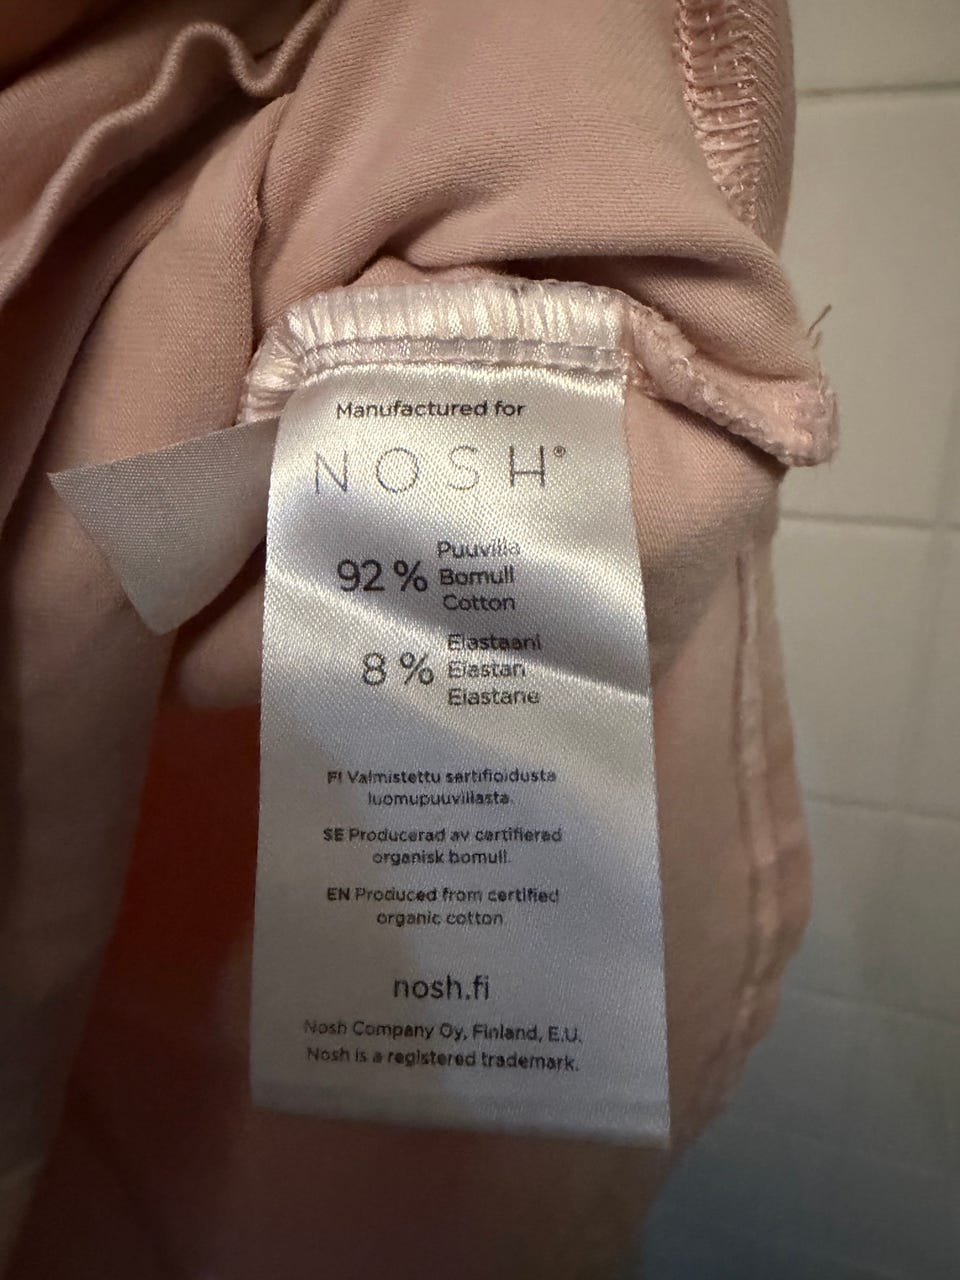 Manufactured for
NOSH®
92 % Puuvilla
Bomull
Cotton
8 % Elastaani
Elastan
Elastane
FI Valmistettu sertifioidusta
luomupuuvillasta.
SE Producerad av certifierad
organisk bomull.
EN Produced from certified
organic cotton
nosh.fi
Nosh Company Oy, Finland, E.U.
Nosh is a registered trademark.